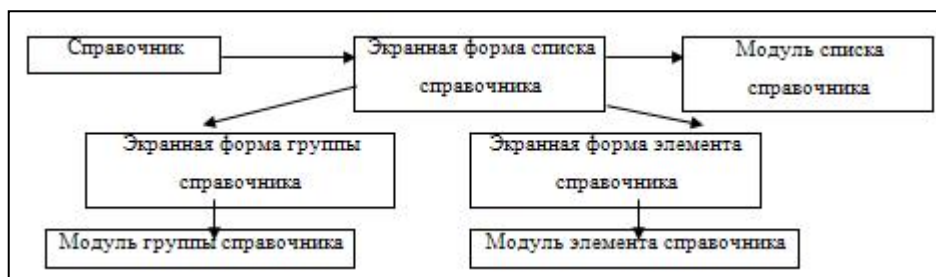 Справочник
Экранная форма списка
справочника
Модуль списка
справочника
Экранная форма группы
справочника
Экранная форма элемента
справочника
Модуль группы справочника
Модуль элемента справочника